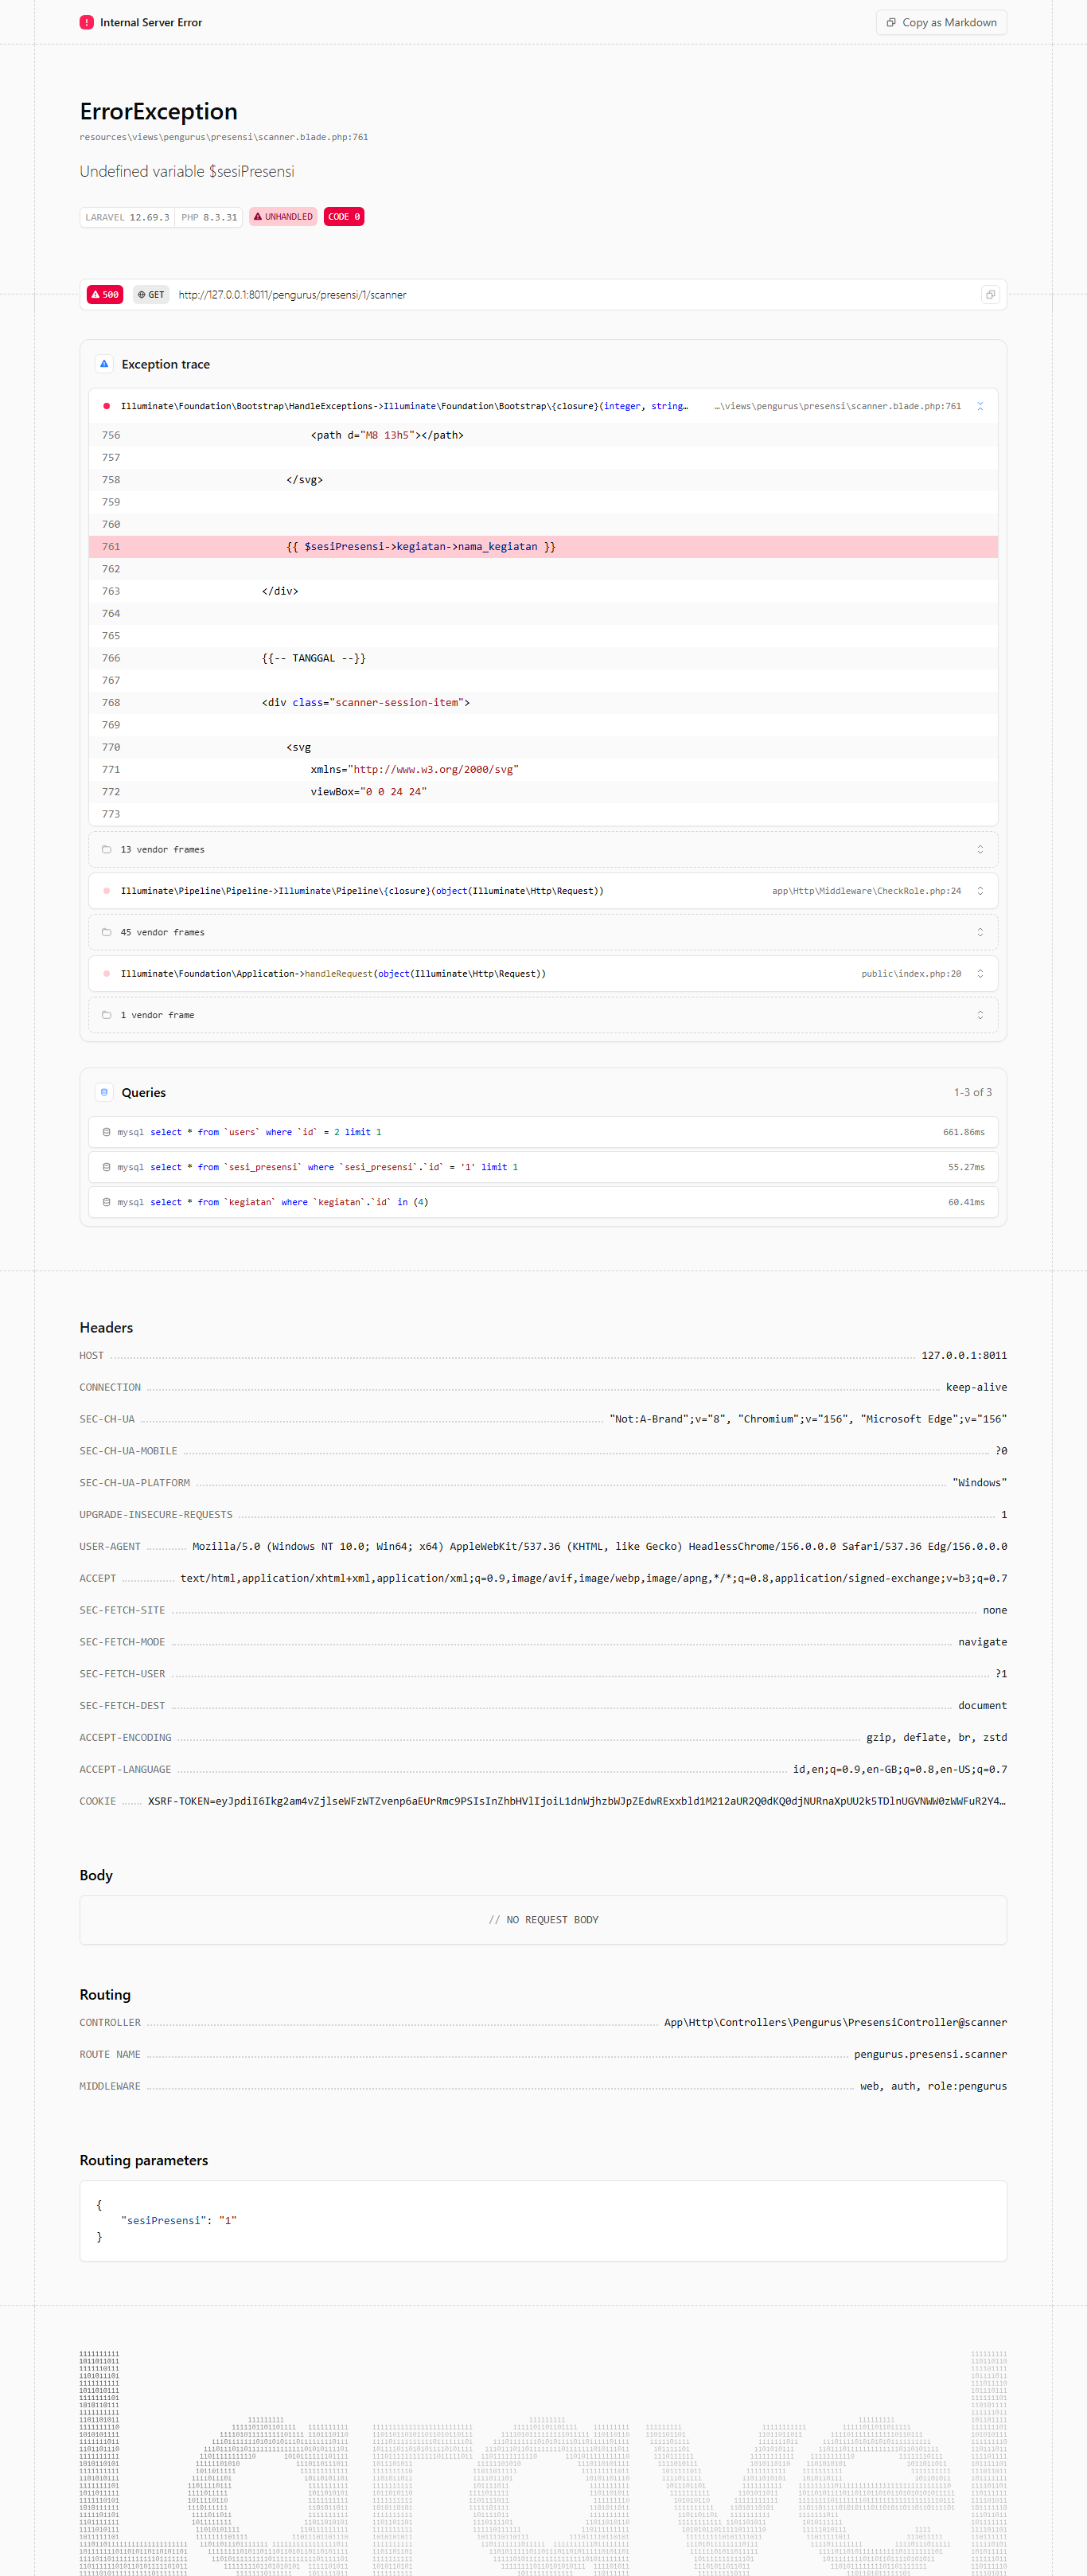 Internal Server Error
Copy as Markdown
ErrorException
resources\views\pengurus\presensi\scanner.blade.php:761
Undefined variable $sesiPresensi
LARAVEL 12.69.3 PHP 8.3.31 UNHANDLED CODE 0
500 GET http://127.0.0.1:8011/pengurus/presensi/1/scanner
Exception trace
Illuminate\Foundation\Bootstrap\HandleExceptions->Illuminate\Foundation\Bootstrap\{closure}(integer, string… …\views\pengurus\presensi\scanner.blade.php:761
756 <path d="M8 13h5"></path>
757
758 </svg>
759
760
761 {{ $sesiPresensi->kegiatan->nama_kegiatan }}
762
763 </div>
764
765
766 {{-- TANGGAL --}}
767
768 <div class="scanner-session-item">
769
770 <svg
771 xmlns="http://www.w3.org/2000/svg"
772 viewBox="0 0 24 24"
773
13 vendor frames
Illuminate\Pipeline\Pipeline->Illuminate\Pipeline\{closure}(object(Illuminate\Http\Request)) app\Http\Middleware\CheckRole.php:24
45 vendor frames
Illuminate\Foundation\Application->handleRequest(object(Illuminate\Http\Request)) public\index.php:20
1 vendor frame
Queries 1-3 of 3
mysql select * from `users` where `id` = 2 limit 1 661.86ms
mysql select * from `sesi_presensi` where `sesi_presensi`.`id` = '1' limit 1 55.27ms
mysql select * from `kegiatan` where `kegiatan`.`id` in (4) 60.41ms
Headers
HOST 127.0.0.1:8011
CONNECTION keep-alive
SEC-CH-UA "Not:A-Brand";v="8", "Chromium";v="156", "Microsoft Edge";v="156"
SEC-CH-UA-MOBILE ?0
SEC-CH-UA-PLATFORM "Windows"
UPGRADE-INSECURE-REQUESTS 1
USER-AGENT Mozilla/5.0 (Windows NT 10.0; Win64; x64) AppleWebKit/537.36 (KHTML, like Gecko) HeadlessChrome/156.0.0.0 Safari/537.36 Edg/156.0.0.0
ACCEPT text/html,application/xhtml+xml,application/xml;q=0.9,image/avif,image/webp,image/apng,*/*;q=0.8,application/signed-exchange;v=b3;q=0.7
SEC-FETCH-SITE none
SEC-FETCH-MODE navigate
SEC-FETCH-USER ?1
SEC-FETCH-DEST document
ACCEPT-ENCODING gzip, deflate, br, zstd
ACCEPT-LANGUAGE id,en;q=0.9,en-GB;q=0.8,en-US;q=0.7
COOKIE
Body
// NO REQUEST BODY
Routing
CONTROLLER App\Http\Controllers\Pengurus\PresensiController@scanner
ROUTE NAME pengurus.presensi.scanner
MIDDLEWARE web, auth, role:pengurus
Routing parameters
{
"sesiPresensi": "1"
}